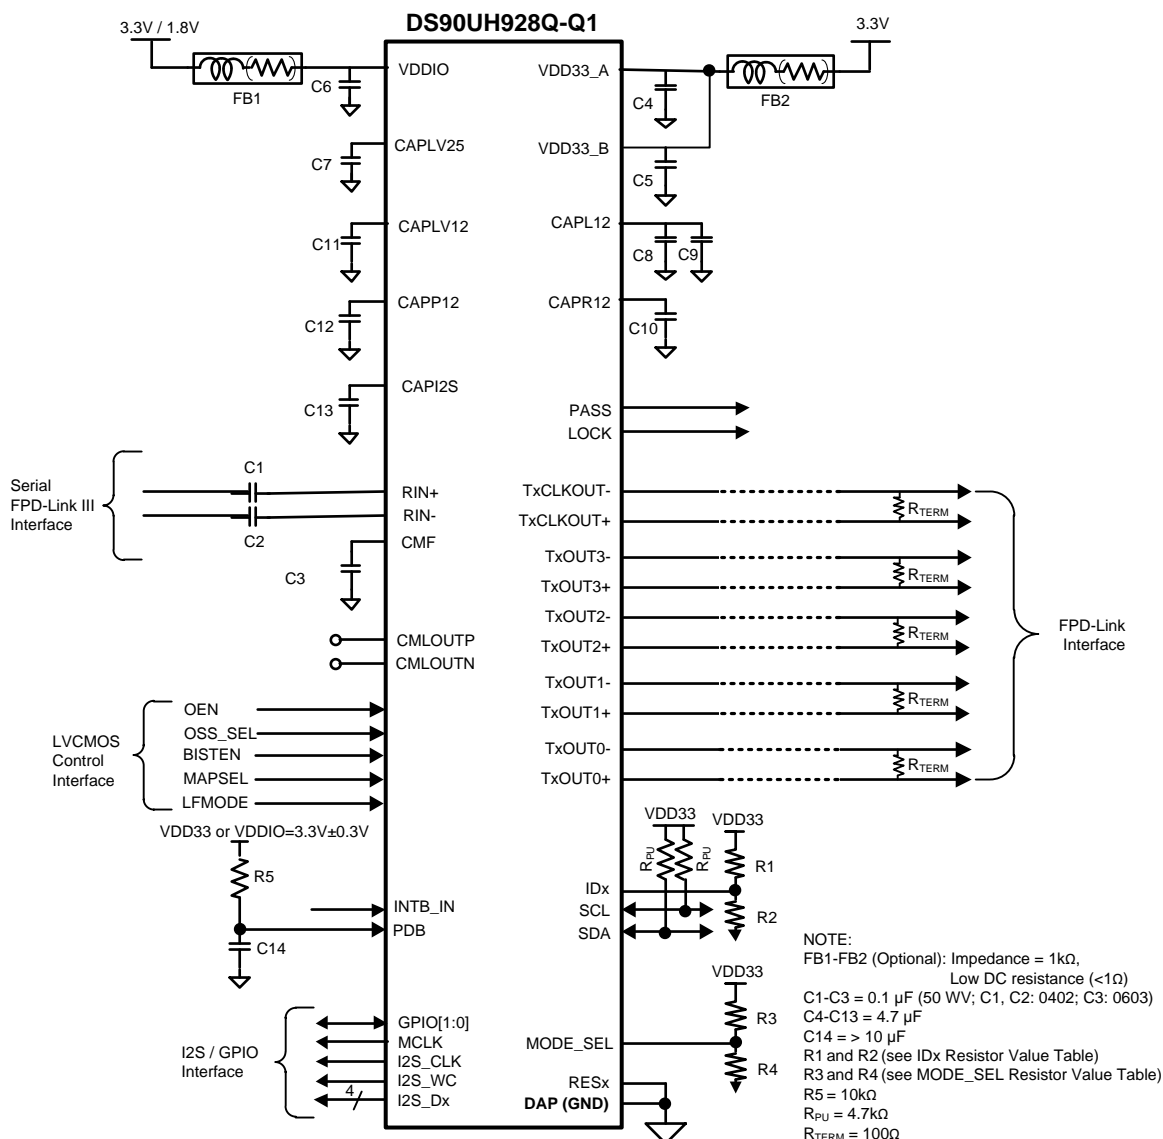 DS90UH928Q-Q1
3.3V / 1.8V
FB1
C6
VDDIO
VDD33_A
C4
FB2
3.3V
C7
CAPLV25
VDD33_B
C5
C11
CAPLV12
CAPL12
C8
C9
C12
CAPP12
CAPR12
C10
C13
CAPI2S
PASS
LOCK
Serial
FPD-Link III
Interface
C1
C2
RIN+
RIN-
CMF
C3
CMLOUTP
CMLOUTN
TxCLKOUT-
TxCLKOUT+
RTERM
TxOUT3-
TxOUT3+
RTERM
TxOUT2-
TxOUT2+
RTERM
TxOUT1-
TxOUT1+
RTERM
TxOUT0-
TxOUT0+
RTERM
FPD-Link
Interface
LVCMOS
Control
Interface
OEN
OSS_SEL
BISTEN
MAPSEL
LFMODE
VDD33 or VDDIO=3.3V±0.3V
R5
C14
INTB_IN
PDB
VDD33
RPU
RPU
VDD33
R1
R2
IDx
SCL
SDA
VDD33
R3
R4
MODE_SEL
I2S / GPIO
Interface
GPIO[1:0]
MCLK
I2S_CLK
I2S_WC
4
I2S_Dx
RESx
DAP (GND)
NOTE:
FB1-FB2 (Optional): Impedance = 1kΩ,
Low DC resistance (<1Ω)
C1-C3 = 0.1 µF (50 WV; C1, C2: 0402; C3: 0603)
C4-C13 = 4.7 µF
C14 = > 10 µF
R1 and R2 (see IDx Resistor Value Table)
R3 and R4 (see MODE_SEL Resistor Value Table)
R5 = 10kΩ
RPU = 4.7kΩ
RTERM = 100Ω